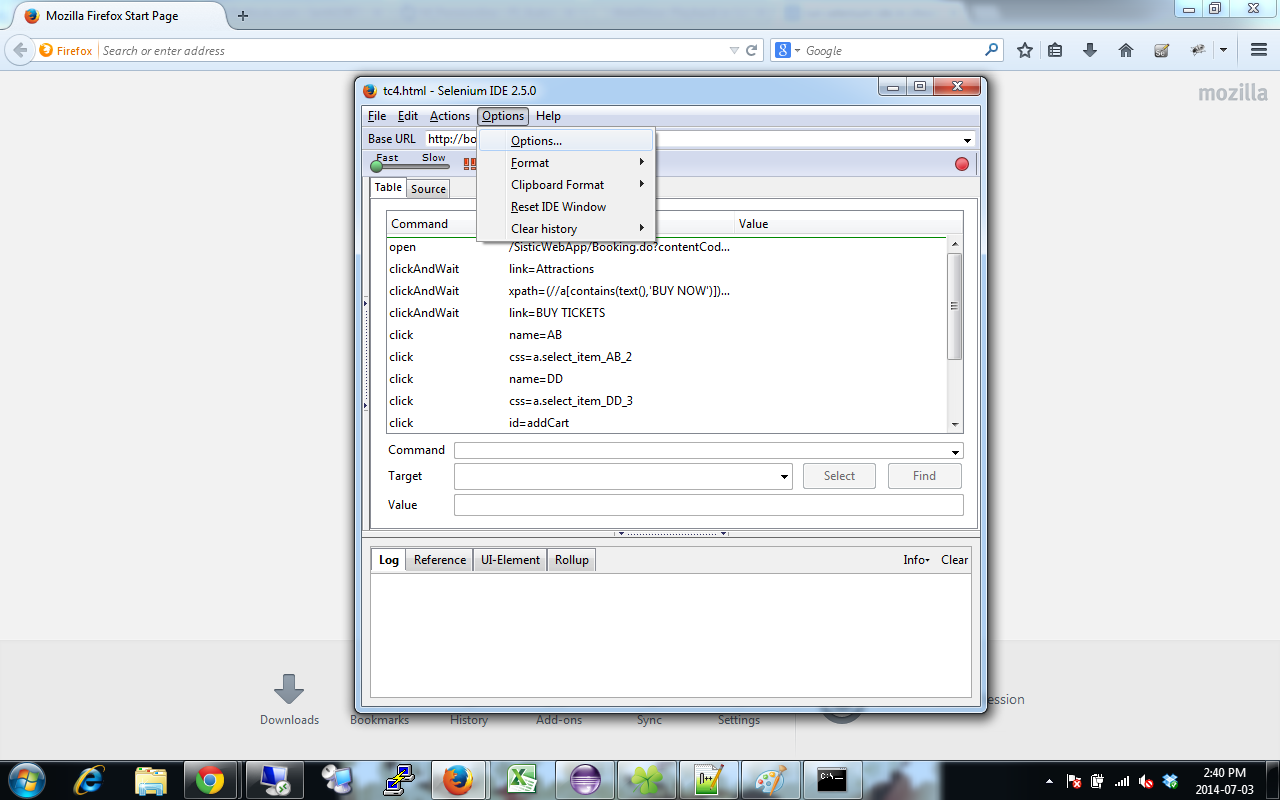 Mozilla Firefox Start Page
Firefox Search or enter address
Google
mozilla
tc4.html - Selenium IDE 2.5.0
File Edit Actions Options Help
Base URL http://bo
Options...
Fast Slow
Format
Clipboard Format
Reset IDE Window
Clear history
Table Source
Command Value
open /SisticWebApp/Booking.do?contentCod...
clickAndWait link=Attractions
clickAndWait xpath=(//a[contains(text(),'BUY NOW')])...
clickAndWait link=BUY TICKETS
click name=AB
click css=a.select_item_AB_2
click name=DD
click css=a.select_item_DD_3
click id=addCart
Command
Target Select Find
Value
Log Reference UI-Element Rollup Info Clear
Downloads Bookmarks History Add-ons Sync Settings ession
2:40 PM
2014-07-03